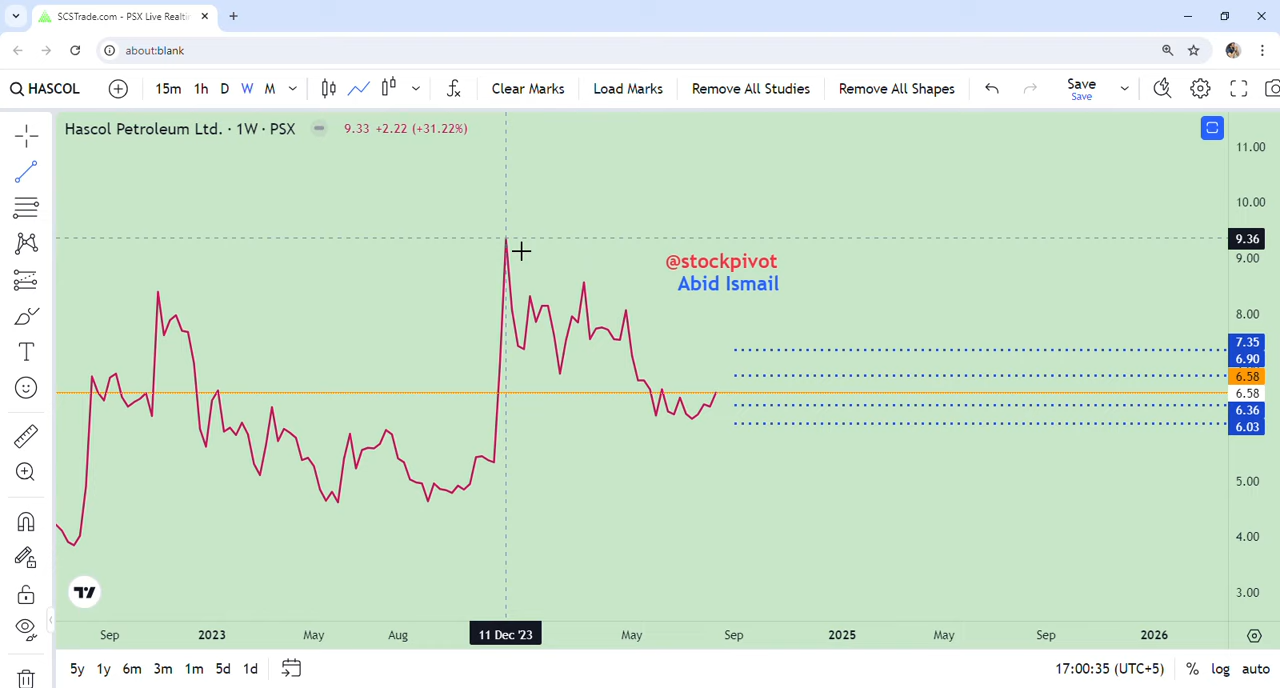 SCSTrade.com - PSX Live Realti
about:blank
HASCOL 15m 1h D W M Clear Marks Load Marks Remove All Studies Remove All Shapes Save
Save
Hascol Petroleum Ltd. · 1W · PSX 9.33 +2.22 (+31.22%)
@stockpivot
Abid Ismail
11.00
10.00
9.36
9.00
8.00
7.35
6.90
6.58
6.58
6.36
6.03
5.00
4.00
3.00
Sep 2023 May Aug 11 Dec '23 May Sep 2025 May Sep 2026
5y 1y 6m 3m 1m 5d 1d 17:00:35 (UTC+5) % log auto